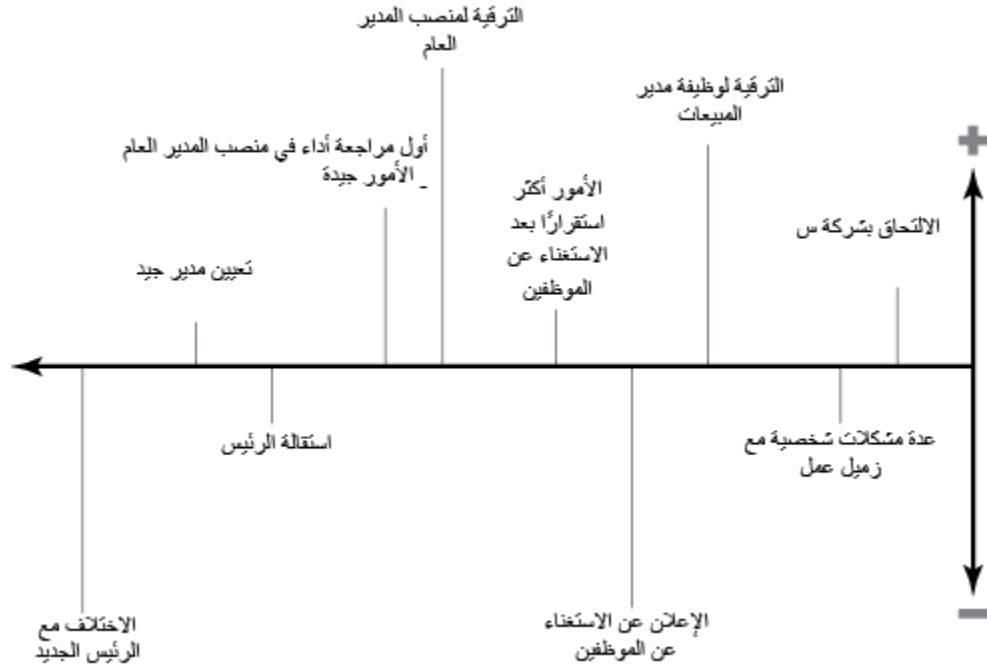 الترقية لمنصب المدير
العام
الترقية لوظيفة مدير
المبيعات
+
أول مراجعة أداء في منصب المدير العام
_ الأمور جيدة
الأمور أكثر
استقرارًا بعد
الاستغناء عن
الموظفين
الالتحاق بشركة س
تعيين مدير جيد
عدة مشكلات شخصية مع
زميل عمل
استقالة الرئيس
الإعلان عن الاستغناء
عن الموظفين
الاختلاف مع
الرئيس الجديد
−